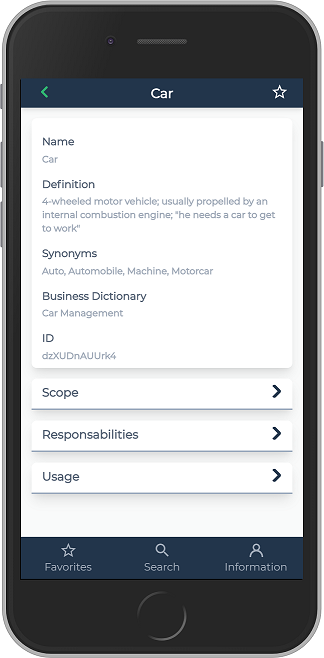 Car
Name
Car
Definition
4-wheeled motor vehicle; usually propelled by an
internal combustion engine; "he needs a car to get
to work"
Synonyms
Auto, Automobile, Machine, Motorcar
Business Dictionary
Car Management
ID
dzXUDnAUUrk4
Scope
Responsabilities
Usage
Favorites
Search
Information